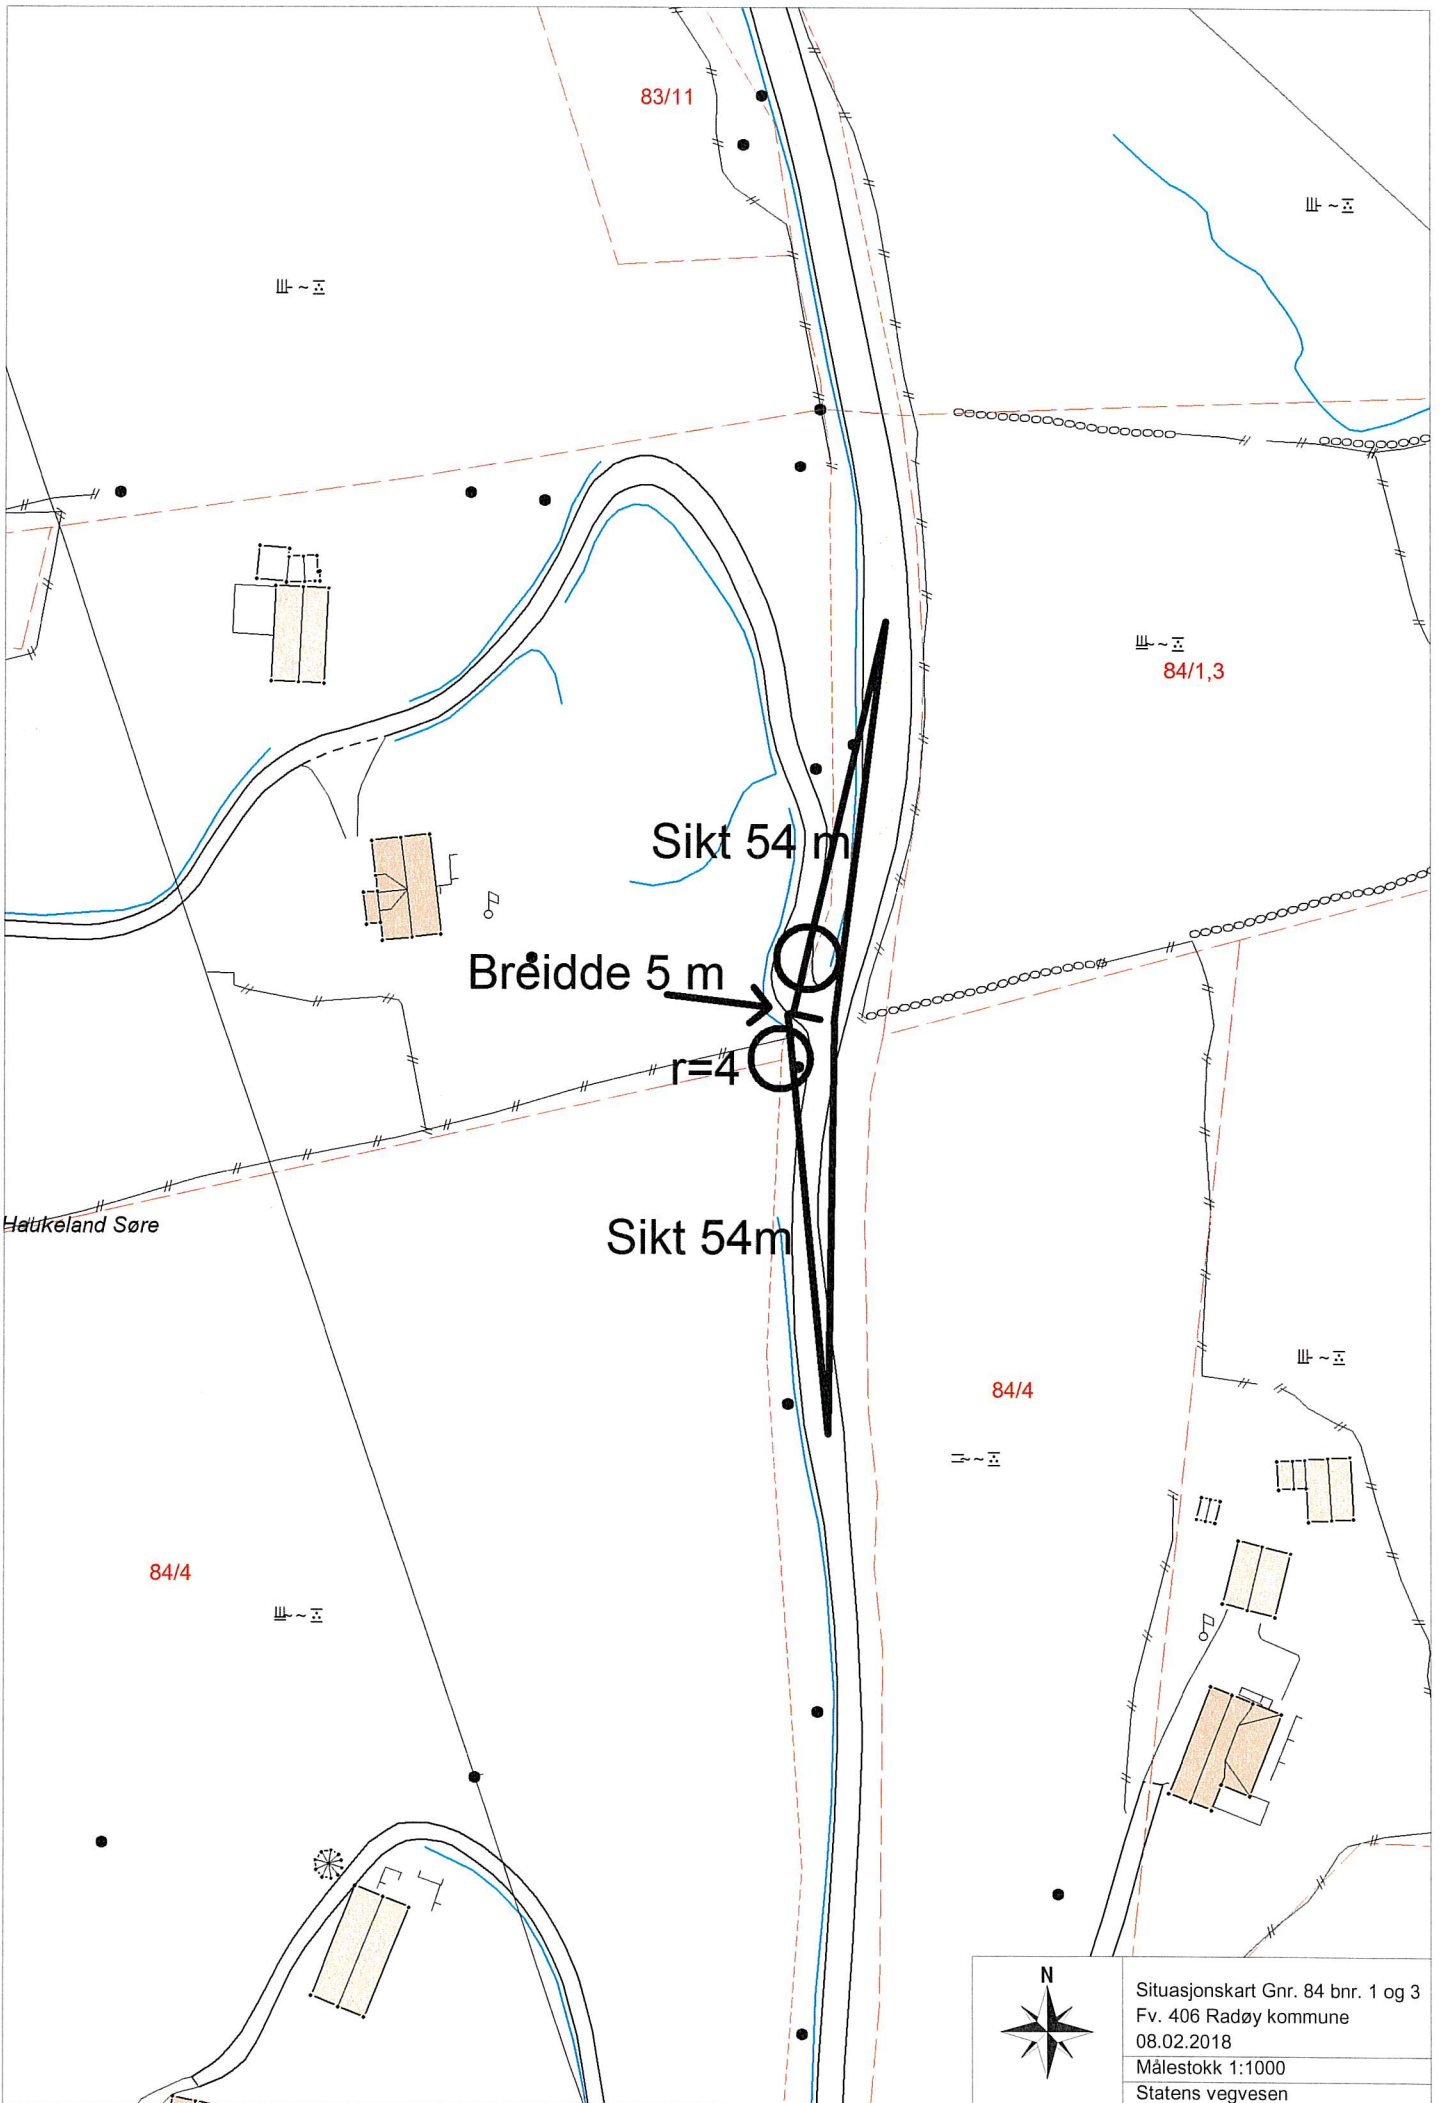 83/11
84/1,3
Sikt 54 m
Breidde 5 m
r=4
Haukeland Søre
Sikt 54m
84/4
84/4
N
Situasjonskart Gnr. 84 bnr. 1 og 3
Fv. 406 Radøy kommune
08.02.2018
Målestokk 1:1000
Statens vegvesen